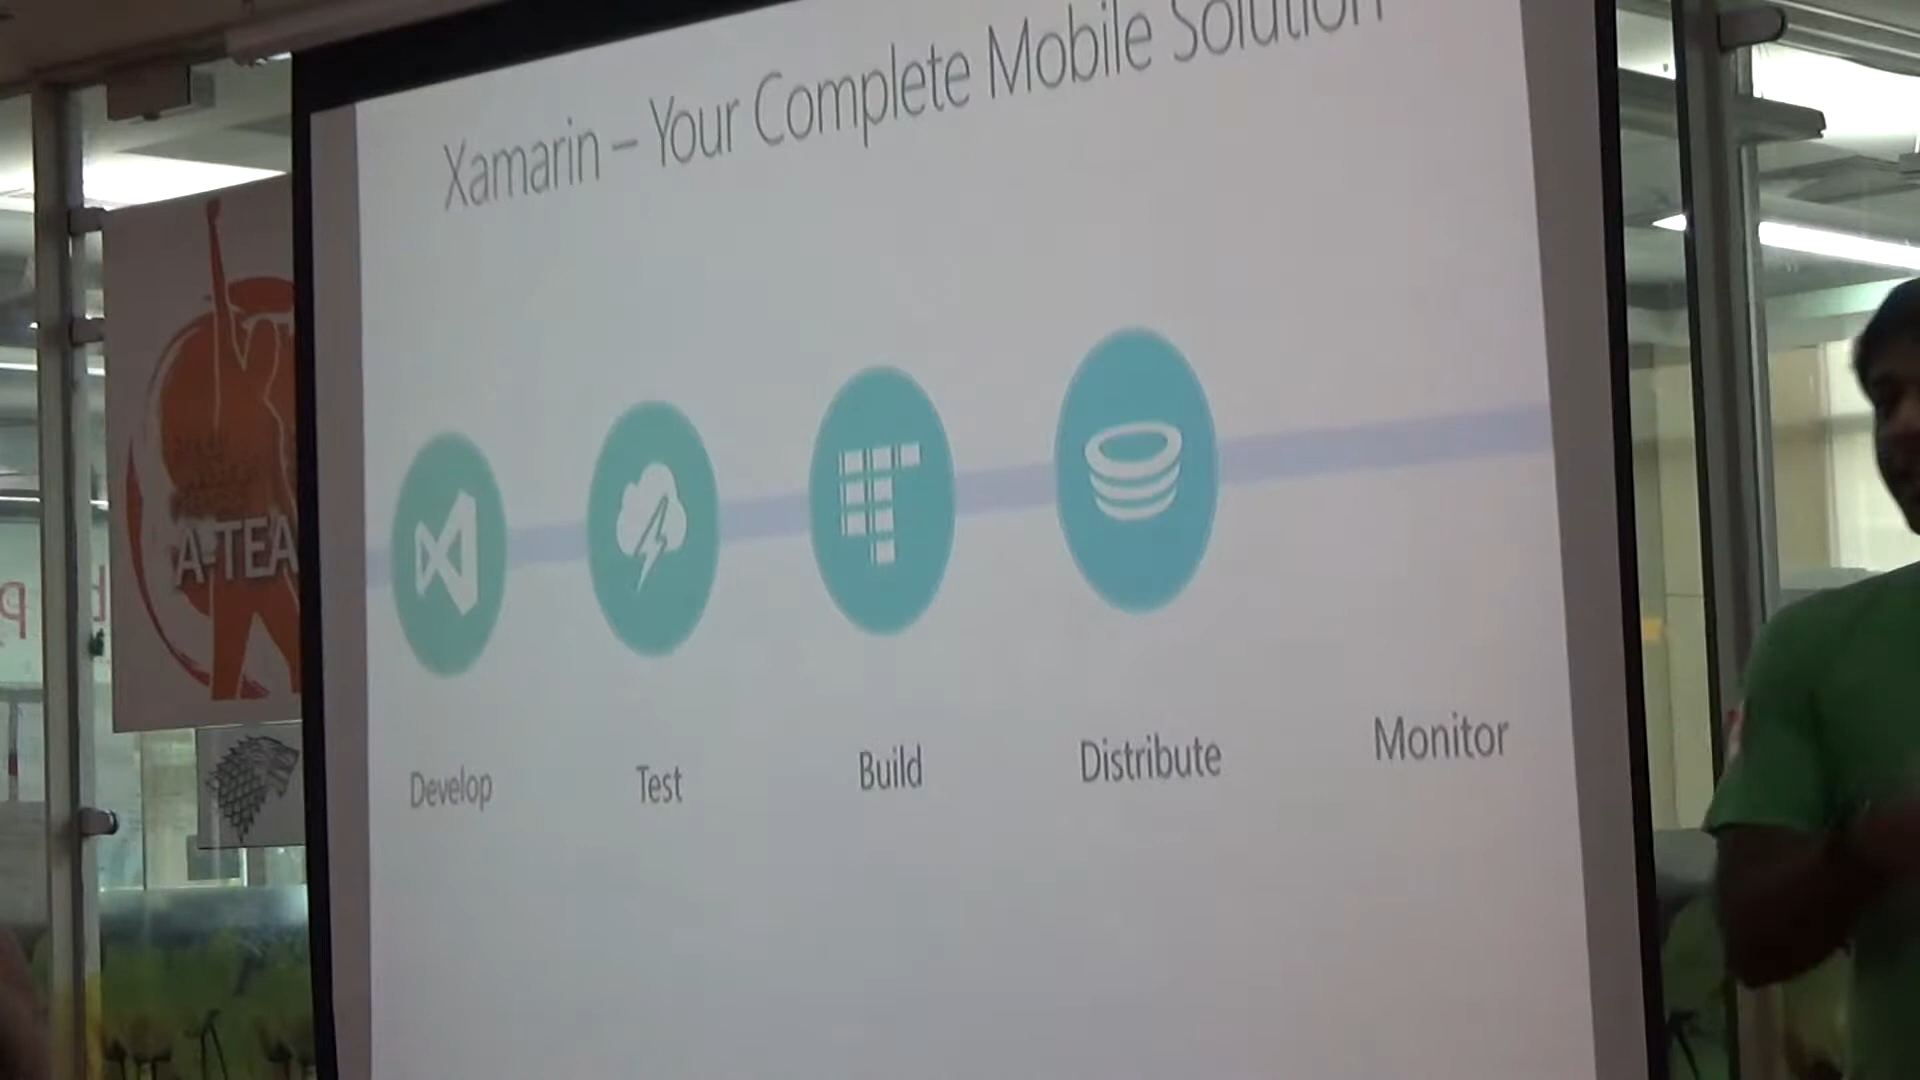 Xamarin – Your Complete Mobile Solution
A-TEA
Develop
Test
Build
Distribute
Monitor